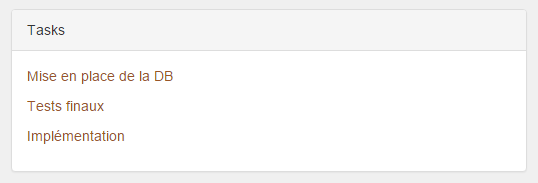 Tasks
Mise en place de la DB
Tests finaux
Implémentation